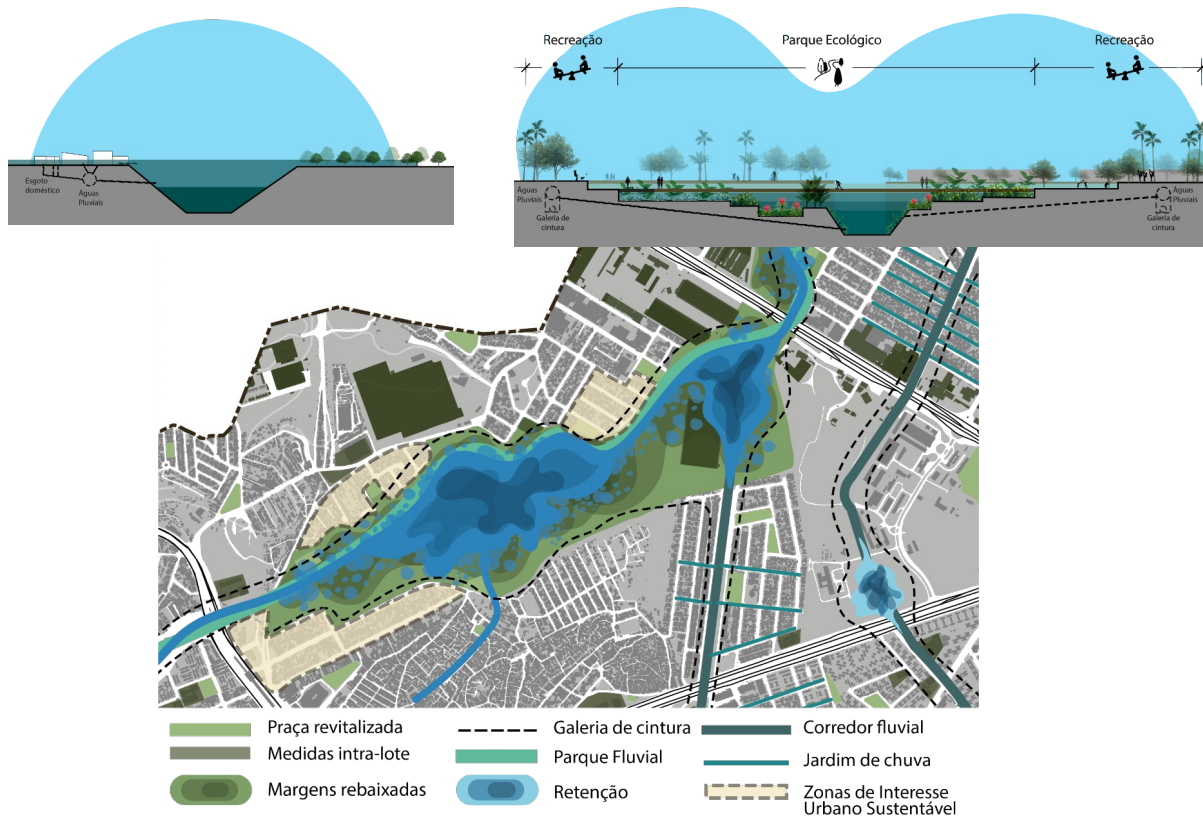 Esgoto
doméstico
Águas
Pluviais
Recreação
Parque Ecológico
Recreação
Águas
Pluviais
Galeria de
cintura
Águas
Pluviais
Galeria de
cintura
Praça revitalizada
Medidas intra-lote
Margens rebaixadas
Galeria de cintura
Parque Fluvial
Retenção
Corredor fluvial
Jardim de chuva
Zonas de Interesse
Urbano Sustentável